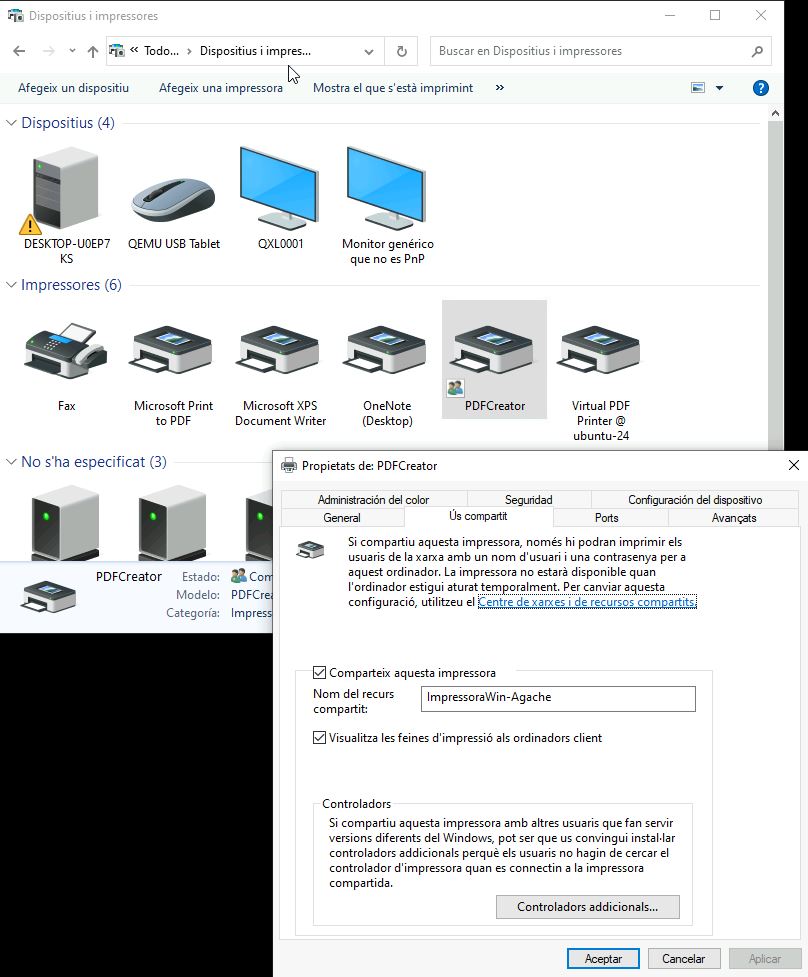 Dispositius i impressores
Todo... Dispositius i impres...
Buscar en Dispositius i impressores
Afegeix un dispositiu Afegeix una impressora Mostra el que s'està imprimint »
Dispositius (4)
DESKTOP-U0EP7
KS
QEMU USB Tablet
QXL0001
Monitor genérico
que no es PnP
Impressores (6)
Fax
Microsoft Print
to PDF
Microsoft XPS
Document Writer
OneNote
(Desktop)
PDFCreator
Virtual PDF
Printer @
ubuntu-24
No s'ha especificat (3)
PDFCreator
Estado: Com
Modelo: PDFCrea
Categoría: Impress
Propietats de: PDFCreator
Administración del color Seguridad Configuración del dispositivo
General Ús compartit Ports Avançats
Si compartiu aquesta impressora, només hi podran imprimir els
usuaris de la xarxa amb un nom d'usuari i una contrasenya per a
aquest ordinador. La impressora no estarà disponible quan
l'ordinador estigui aturat temporalment. Per canviar aquesta
configuració, utilitzeu el Centre de xarxes i de recursos compartits.
Comparteix aquesta impressora
Nom del recurs
compartit:
ImpressoraWin-Agache
Visualitza les feines d'impressió als ordinadors client
Controladors
Si compartiu aquesta impressora amb altres usuaris que fan servir
versions diferents del Windows, pot ser que us convingui instal·lar
controladors addicionals perquè els usuaris no hagin de cercar el
controlador d'impressora quan es connectin a la impressora
compartida.
Controladors addicionals...
Aceptar Cancelar Aplicar